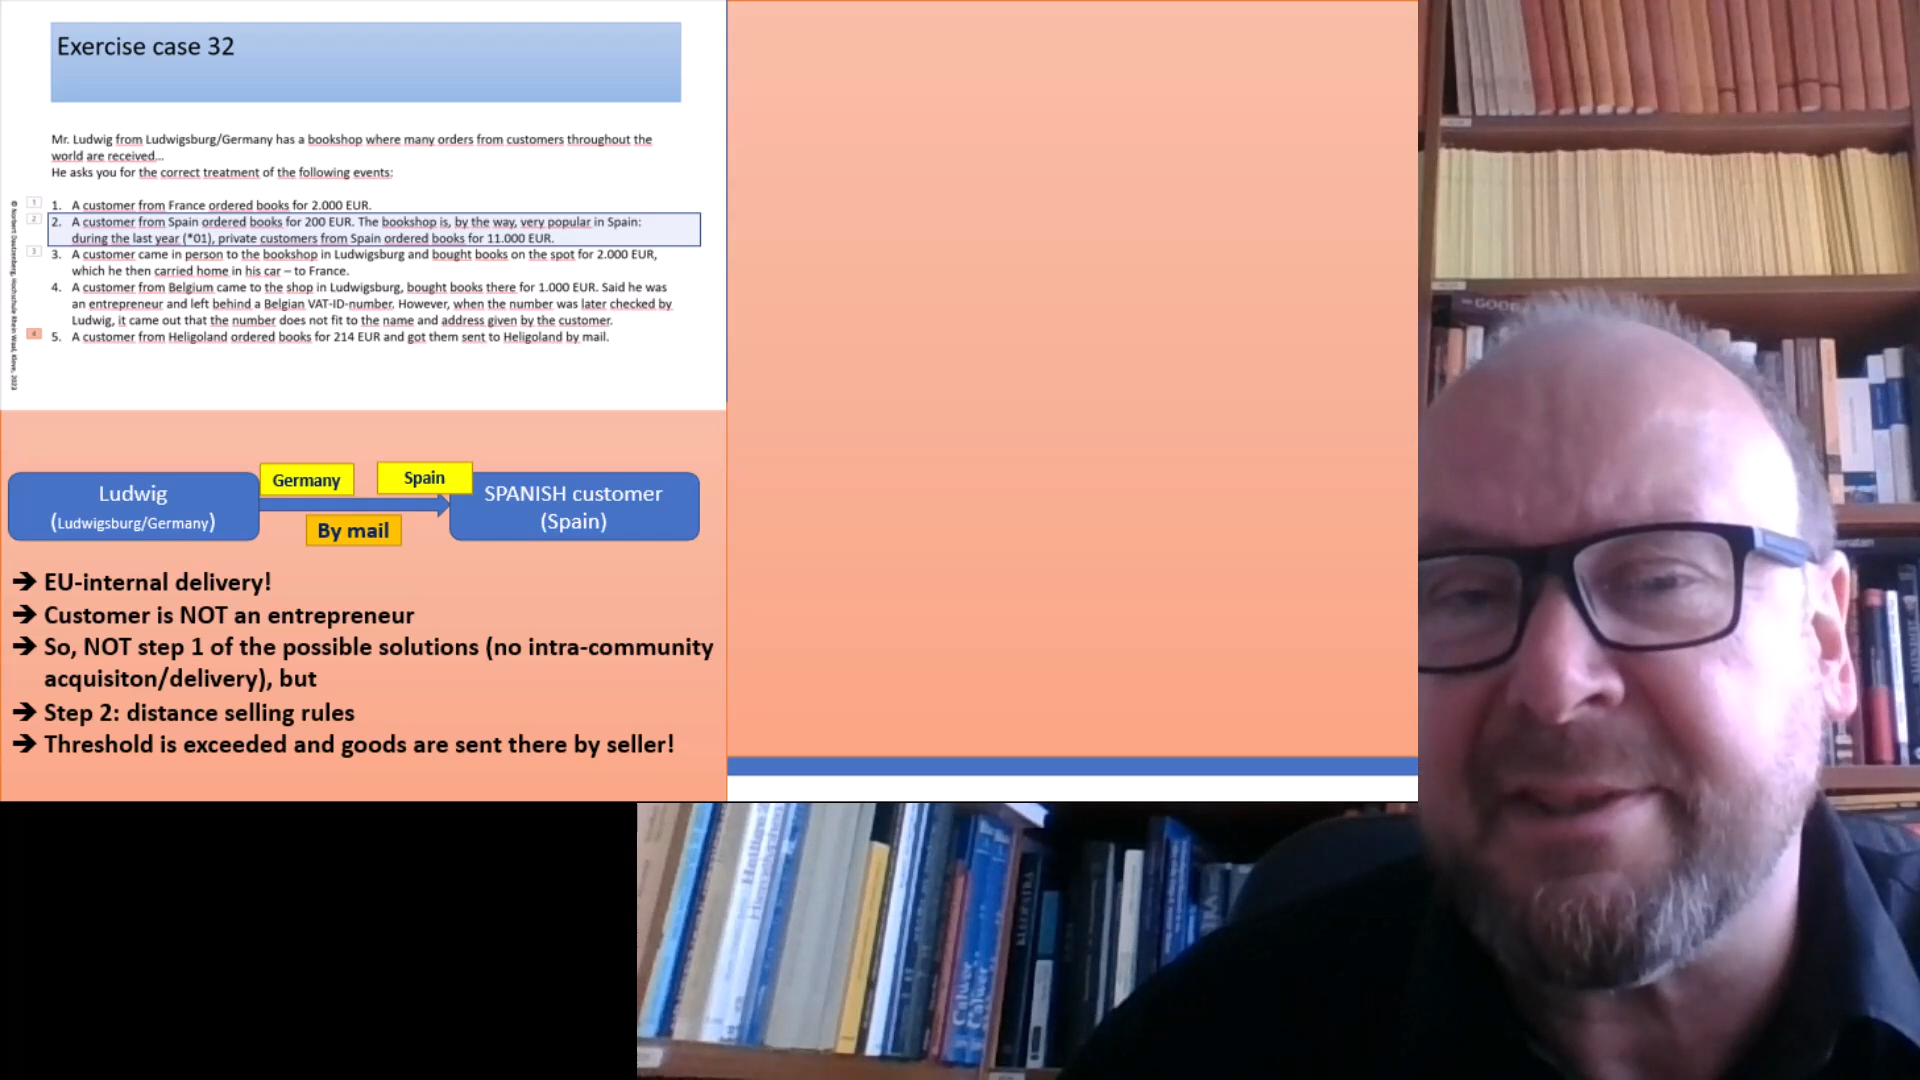 Exercise case 32
Mr. Ludwig from Ludwigsburg/Germany has a bookshop where many orders from customers throughout the
world are received...
He asks you for the correct treatment of the following events:
1. A customer from France ordered books for 2.000 EUR.
2. A customer from Spain ordered books for 200 EUR. The bookshop is, by the way, very popular in Spain:
during the last year (*01), private customers from Spain ordered books for 11.000 EUR.
3. A customer came in person to the bookshop in Ludwigsburg and bought books on the spot for 2.000 EUR,
which he then carried home in his car – to France.
4. A customer from Belgium came to the shop in Ludwigsburg, bought books there for 1.000 EUR. Said he was
an entrepreneur and left behind a Belgian VAT-ID-number. However, when the number was later checked by
Ludwig, it came out that the number does not fit to the name and address given by the customer.
5. A customer from Heligoland ordered books for 214 EUR and got them sent to Heligoland by mail.
1
2
3
4
© Norbert Dautzenberg, Hochschule Rhein Waal, Kleve, 2023
Ludwig
(Ludwigsburg/Germany)
Germany
Spain
By mail
SPANISH customer
(Spain)
➔ EU-internal delivery!
➔ Customer is NOT an entrepreneur
➔ So, NOT step 1 of the possible solutions (no intra-community
acquisiton/delivery), but
➔ Step 2: distance selling rules
➔ Threshold is exceeded and goods are sent there by seller!